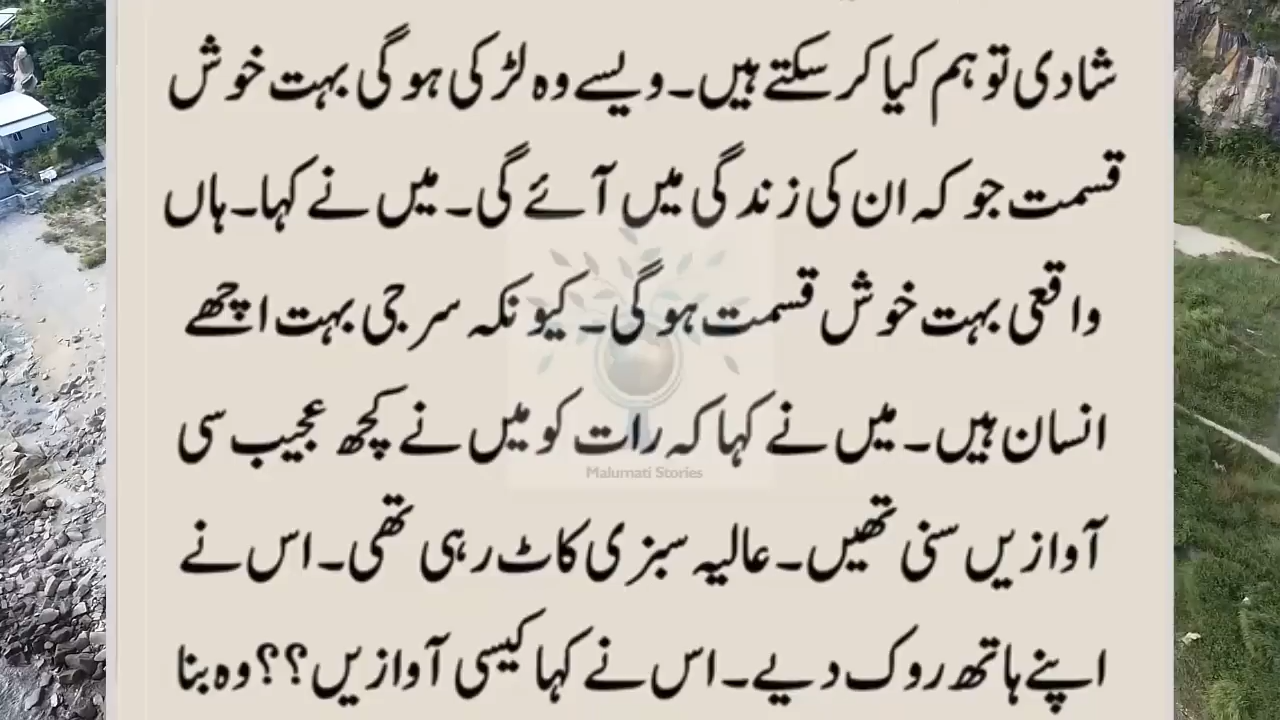 شادی تو ہم کیا کر سکتے ہیں۔ ویسے وہ لڑکی ہو گی بہت خوش
قسمت جو کہ ان کی زندگی میں آئے گی۔ میں نے کہا۔ ہاں
واقعی بہت خوش قسمت ہو گی۔ کیونکہ سر جی بہت اچھے
انسان ہیں۔ میں نے کہا کہ رات کو میں نے کچھ عجیب سی
آوازیں سنی تھیں۔ عالیہ سبزی کاٹ رہی تھی۔ اس نے
اپنے ہاتھ روک دیے۔ اس نے کہا کیسی آوازیں؟؟ وہ بنا
Malumati Stories